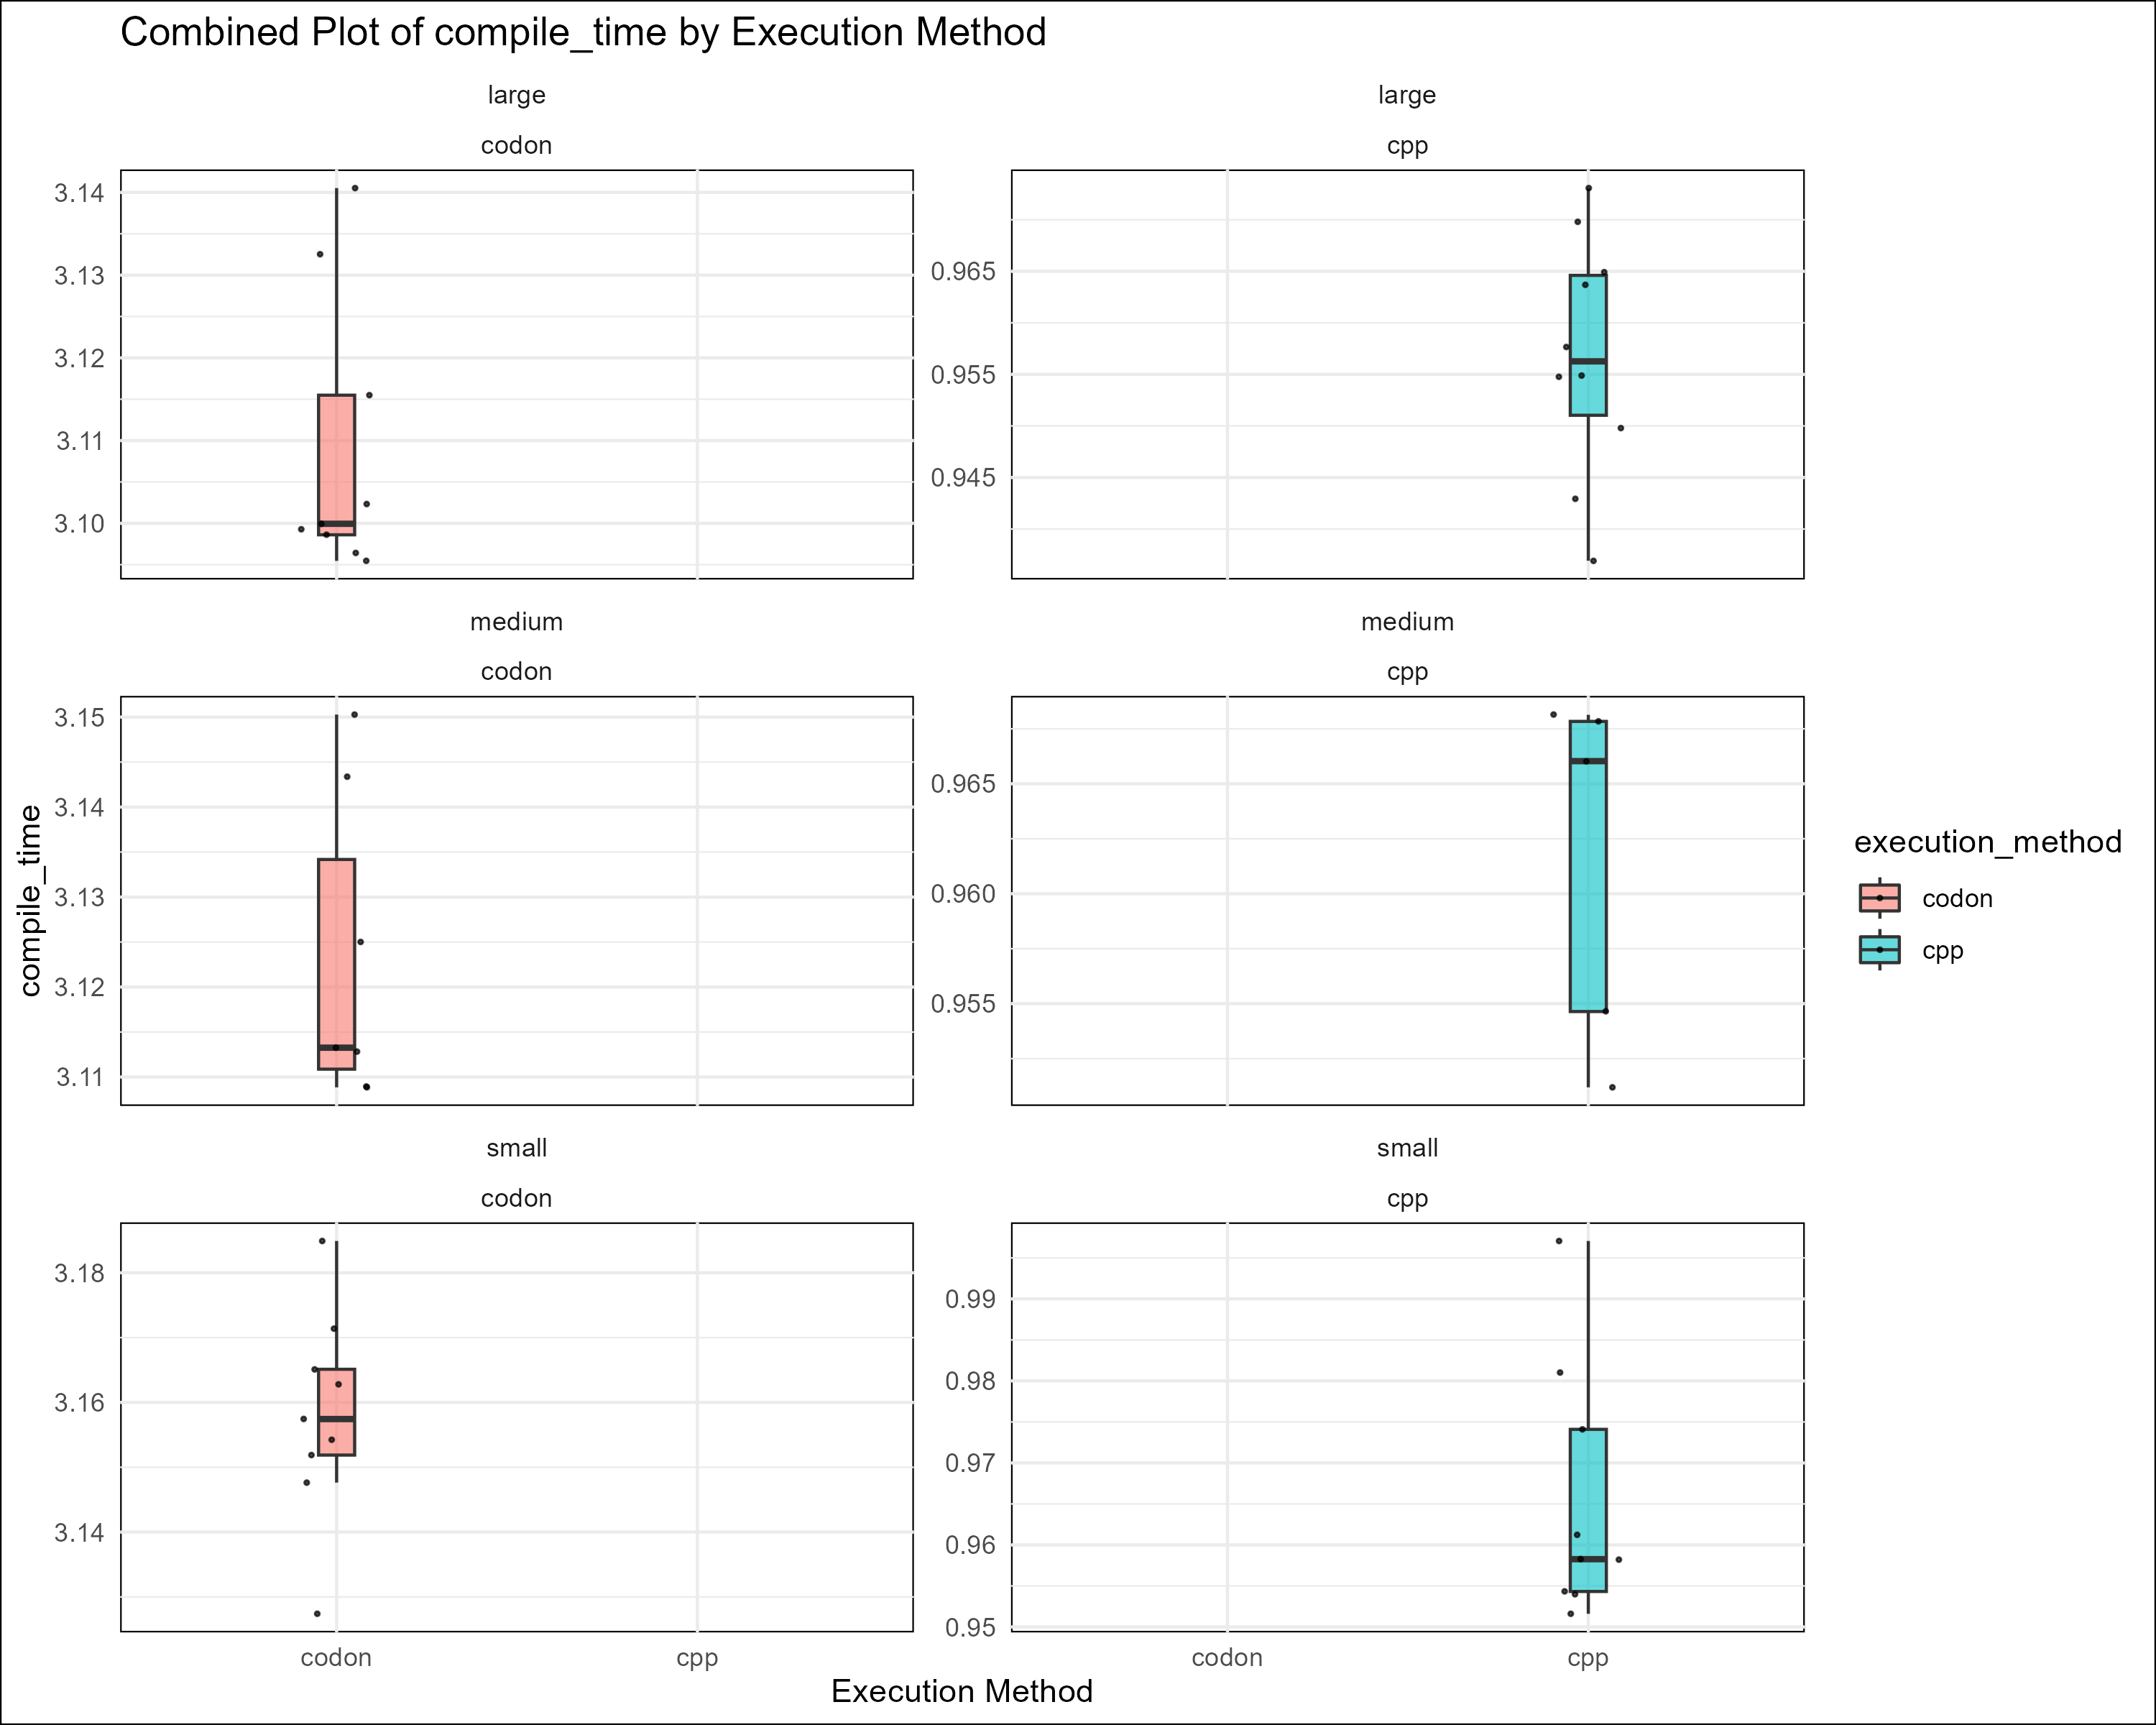 Combined Plot of compile_time by Execution Method
large
codon
3.14
3.13
3.12
3.11
3.10
large
cpp
0.965
0.955
0.945
medium
codon
3.15
3.14
3.13
3.12
3.11
medium
cpp
0.965
0.960
0.955
small
codon
3.18
3.16
3.14
small
cpp
0.99
0.98
0.97
0.96
0.95
codon
cpp
codon
cpp
compile_time
Execution Method
execution_method
codon
cpp